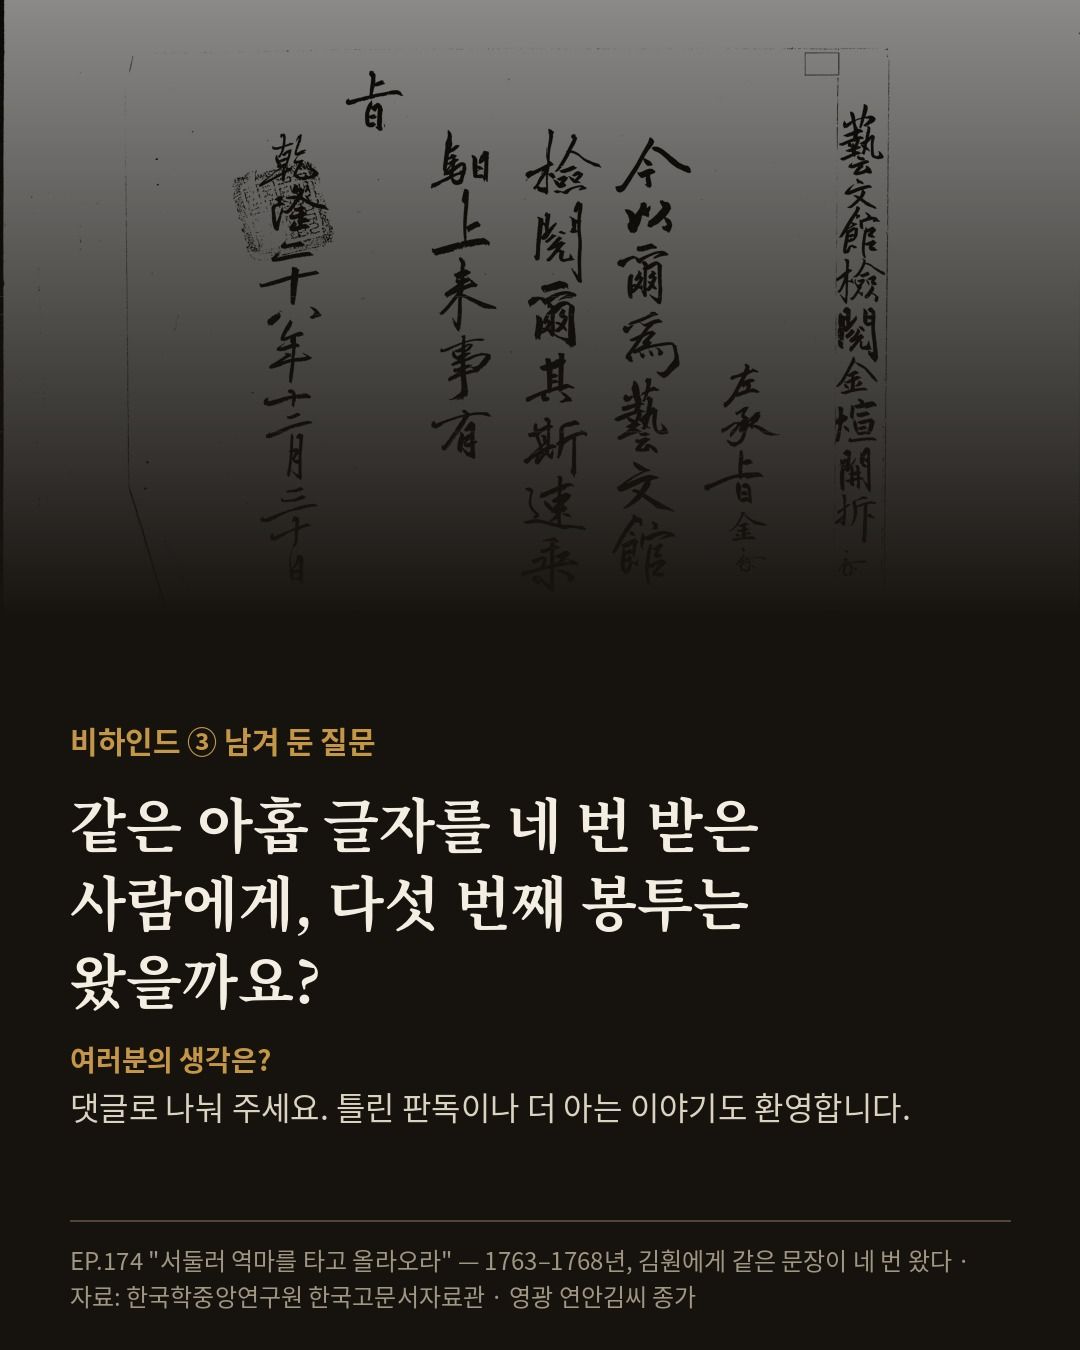 藝文館檢閱金煊開拆
左承旨金
今以爾爲藝文館
檢閱爾其斯速乘
馹上來事有
旨
乾隆二十八年十二月三十日
비하인드 ③ 남겨 둔 질문
같은 아홉 글자를 네 번 받은
사람에게, 다섯 번째 봉투는
왔을까요?
여러분의 생각은?
댓글로 나눠 주세요. 틀린 판독이나 더 아는 이야기도 환영합니다.
EP.174 "서둘러 역마를 타고 올라오라" — 1763–1768년, 김훤에게 같은 문장이 네 번 왔다 ·
자료: 한국학중앙연구원 한국고문서자료관 · 영광 연안김씨 종가